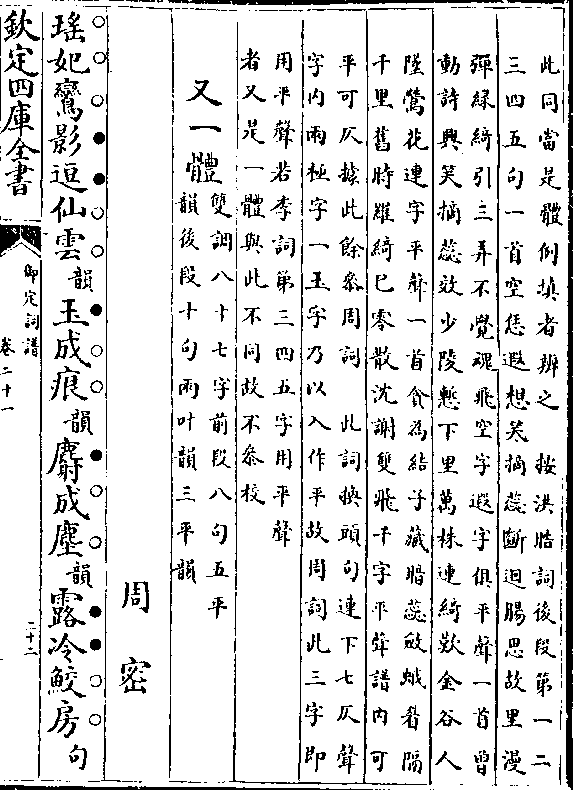 此同當是體例填者辨之　按洪皓詞後段第一二
三四五句一首空恁遐想笑摘蕊斷迴腸思故里漫
彈綠綺引三弄不覺魂飛空字遐字俱平聲一首曾
動詩興笑摘蕊效少陵慙下里萬株連綺歎金谷人
墜鶯花連字平聲一首貪為結子藏暗蕊斂蛾眉隔
千里舊時羅綺已零散沈謝雙飛千字平聲譜內可
平可仄據此餘叅周詞　此詞換頭句連下七仄聲
字內兩極字一玉字乃以入作平故周詞此三字即
用平聲若李詞第三四五字用平聲
者又是一體與此不同故不叅校
又一體
雙調八十七字前段八句五平
韻後段十句兩叶韻三平韻
周密
瑤妃鸞影逗仙雲韻玉成痕韻麝成塵韻露冷鮫房句
欽定四庫全書
御定詞譜
卷二十一
二十二